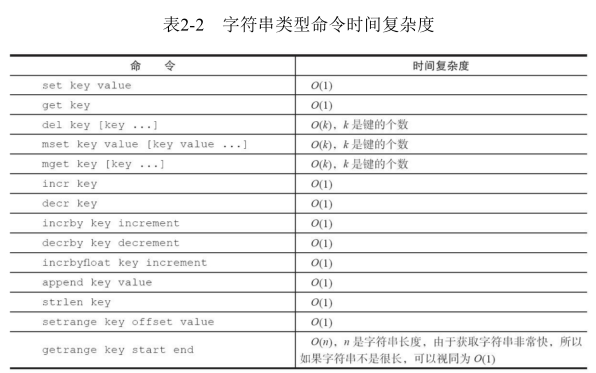 表2-2 字符串类型命令时间复杂度
命 令 时间复杂度
set key value O(1)
get key O(1)
del key [key ...] O(k)，k 是键的个数
mset key value [key value ...] O(k)，k 是键的个数
mget key [key ...] O(k)，k 是键的个数
incr key O(1)
decr key O(1)
incrby key increment O(1)
decrby key decrement O(1)
incrbyfloat key increment O(1)
append key value O(1)
strlen key O(1)
setrange key offset value O(1)
getrange key start end O(n)，n 是字符串长度，由于获取字符串非常快，所以
如果字符串不是很长，可以视同为 O(1)